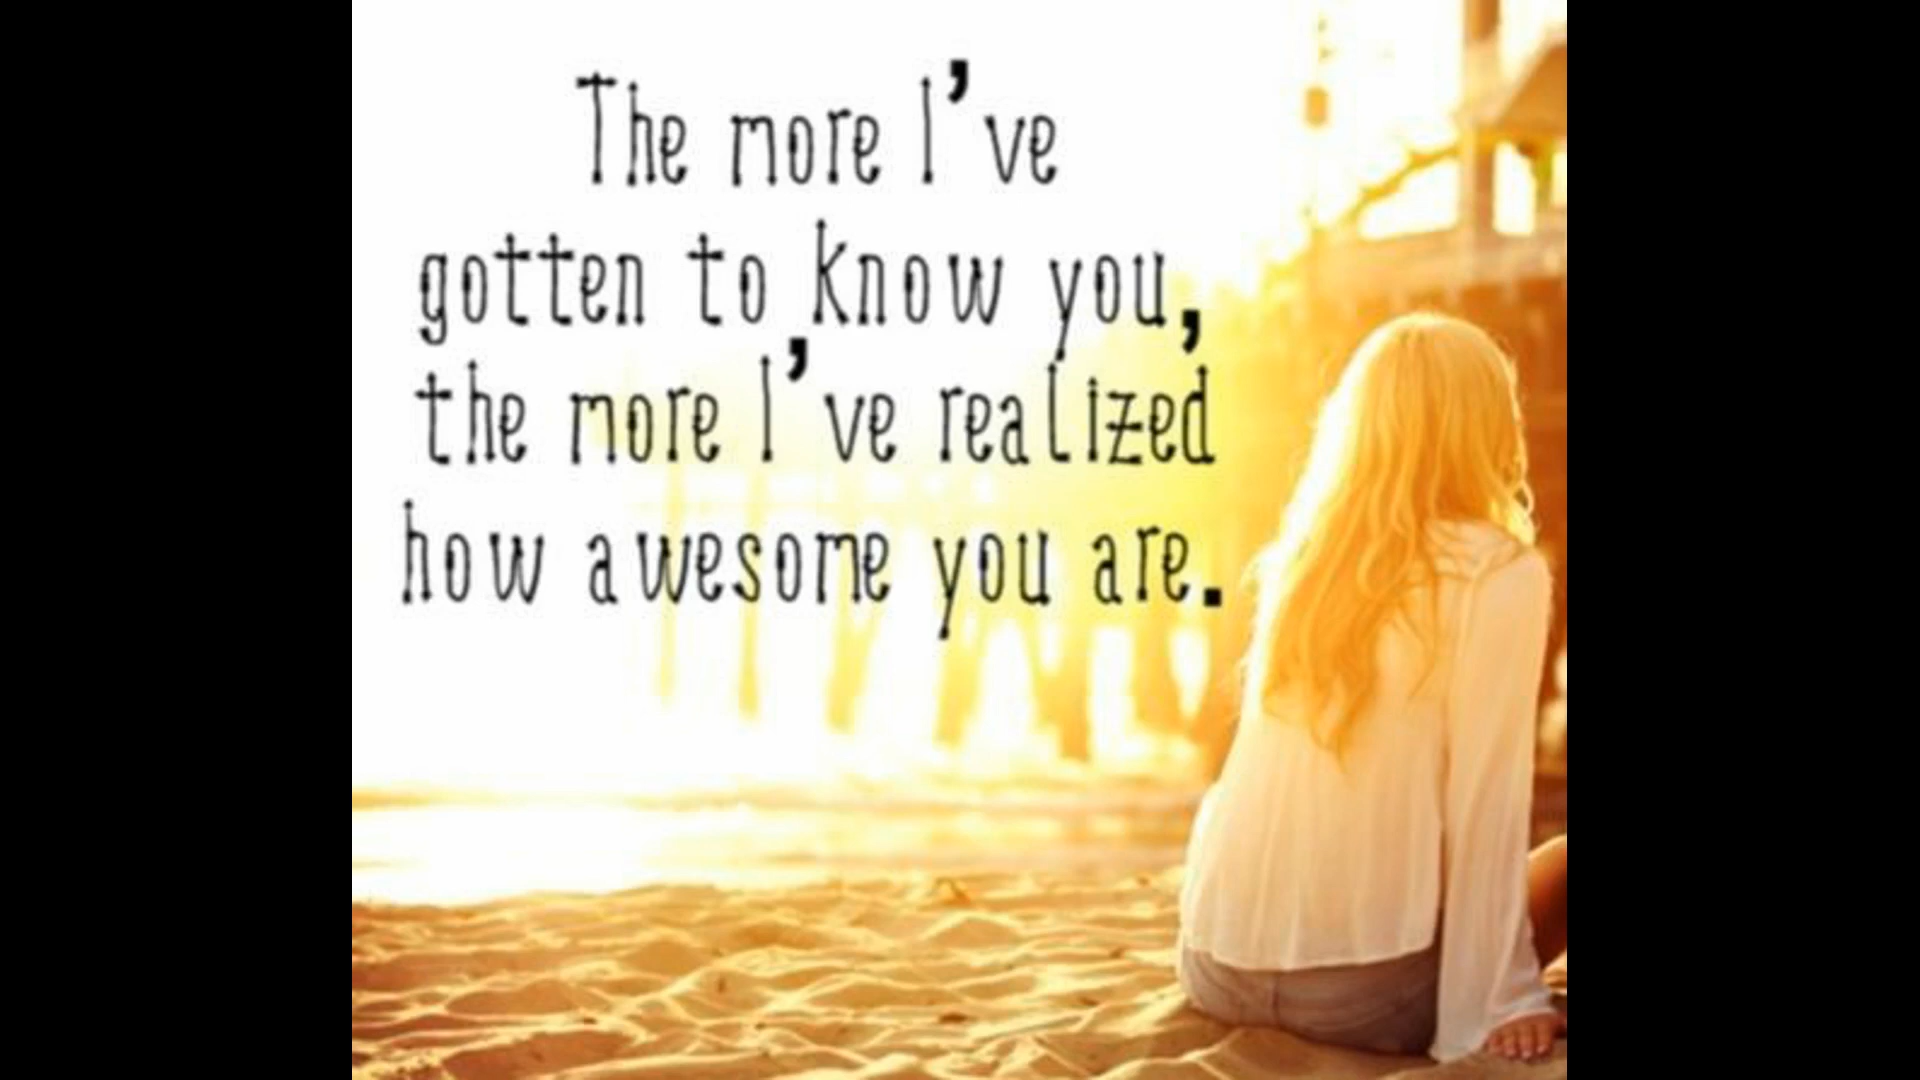 The more I've
gotten to know you,
the more I've realized
how awesome you are.